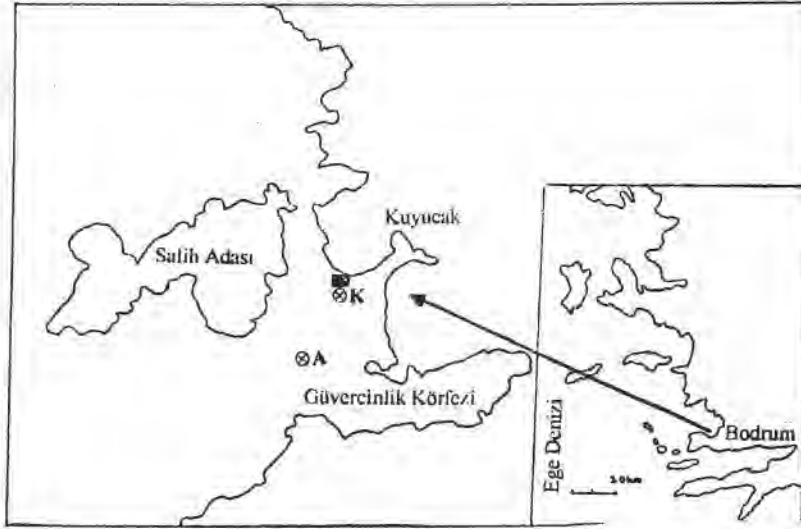 Kuyucak
Salih Adası
K
A
Güvercinlik Körfezi
Bodrum
Ege Denizi